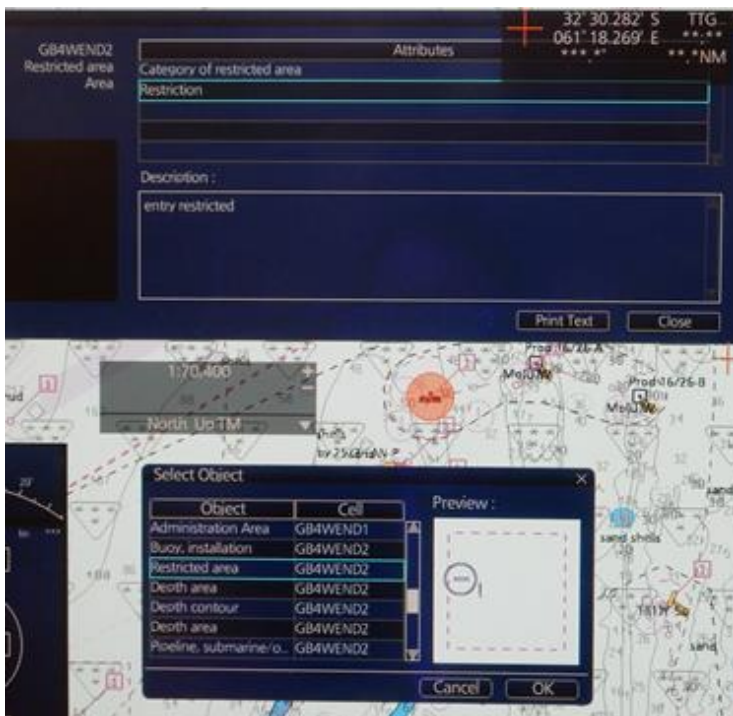 32°30.282' S TTG
061°18.269' E **.**
***.*° **.*NM
GB4WEND2
Restricted area
Area
Attributes
Category of restricted area
Restriction
Description :
entry restricted
Print Text Close
1:70,400
North Up TM
Prod 16/26-A
Prod 16/26-B
Select Object
Object Cell
Administration Area GB4WEND1
Buoy, installation GB4WEND2
Restricted area GB4WEND2
Depth area GB4WEND2
Depth contour GB4WEND2
Depth area GB4WEND2
Pipeline, submarine/o.. GB4WEND2
Preview :
Cancel OK
sand shells
sand